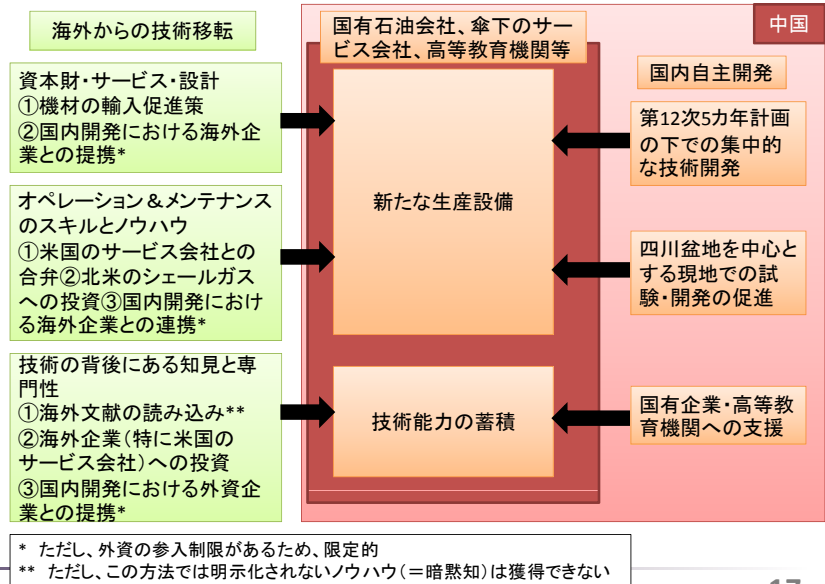 海外からの技術移転
資本財・サービス・設計
①機材の輸入促進策
②国内開発における海外企
業との提携*
オペレーション＆メンテナンス
のスキルとノウハウ
①米国のサービス会社との
合弁②北米のシェールガス
への投資③国内開発におけ
る海外企業との連携*
技術の背後にある知見と専
門性
①海外文献の読み込み**
②海外企業（特に米国の
サービス会社）への投資
③国内開発における外資企
業との提携*
国有石油会社、傘下のサー
ビス会社、高等教育機関等
新たな生産設備
技術能力の蓄積
中国
国内自主開発
第12次5カ年計画
の下での集中的
な技術開発
四川盆地を中心と
する現地での試
験・開発の促進
国有企業・高等教
育機関への支援
* ただし、外資の参入制限があるため、限定的
** ただし、この方法では明示化されないノウハウ（＝暗黙知）は獲得できない
17